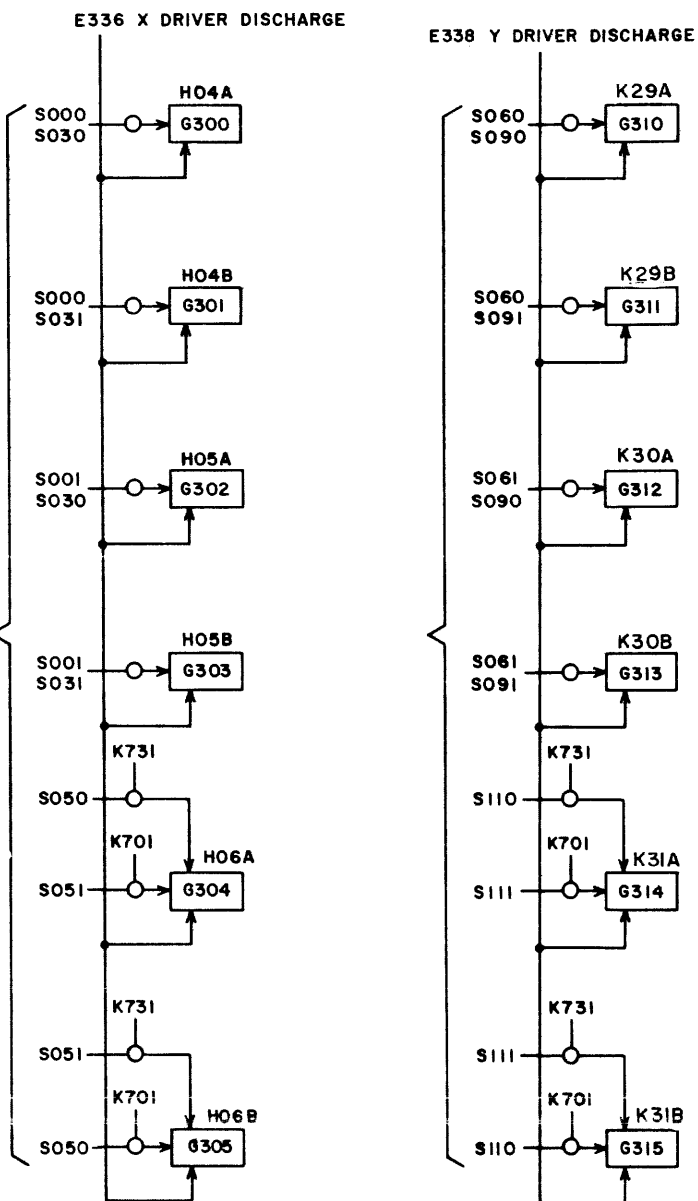 E336 X DRIVER DISCHARGE
H04A
S000
S030
G300
H04B
S000
S031
G301
H05A
S001
S030
G302
H05B
S001
S031
G303
K731
S050
K701
H06A
S051
G304
K731
S051
K701
H06B
S050
G305
E338 Y DRIVER DISCHARGE
K29A
S060
S090
G310
K29B
S060
S091
G311
K30A
S061
S090
G312
K30B
S061
S091
G313
K731
S110
K701
K31A
S111
G314
K731
S111
K701
K31B
S110
G315